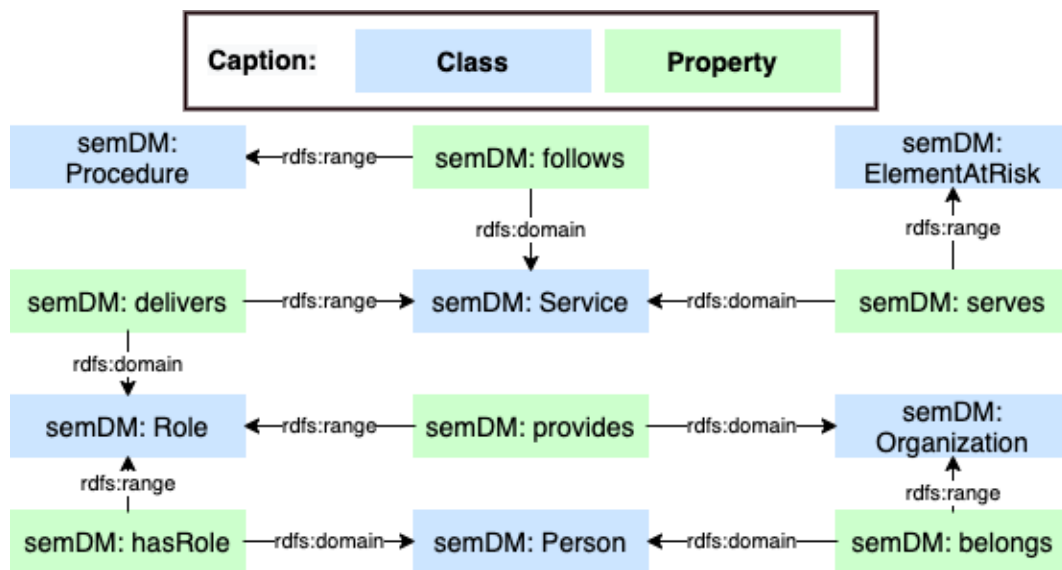 Caption: Class Property
semDM:
Procedure
rdfs:range
semDM: follows
semDM:
ElementAtRisk
rdfs:domain
rdfs:range
semDM: delivers
rdfs:range
semDM: Service
rdfs:domain
semDM: serves
rdfs:domain
semDM: Role
rdfs:range
semDM: provides
rdfs:domain
semDM:
Organization
rdfs:range
rdfs:range
semDM: hasRole
rdfs:domain
semDM: Person
rdfs:domain
semDM: belongs